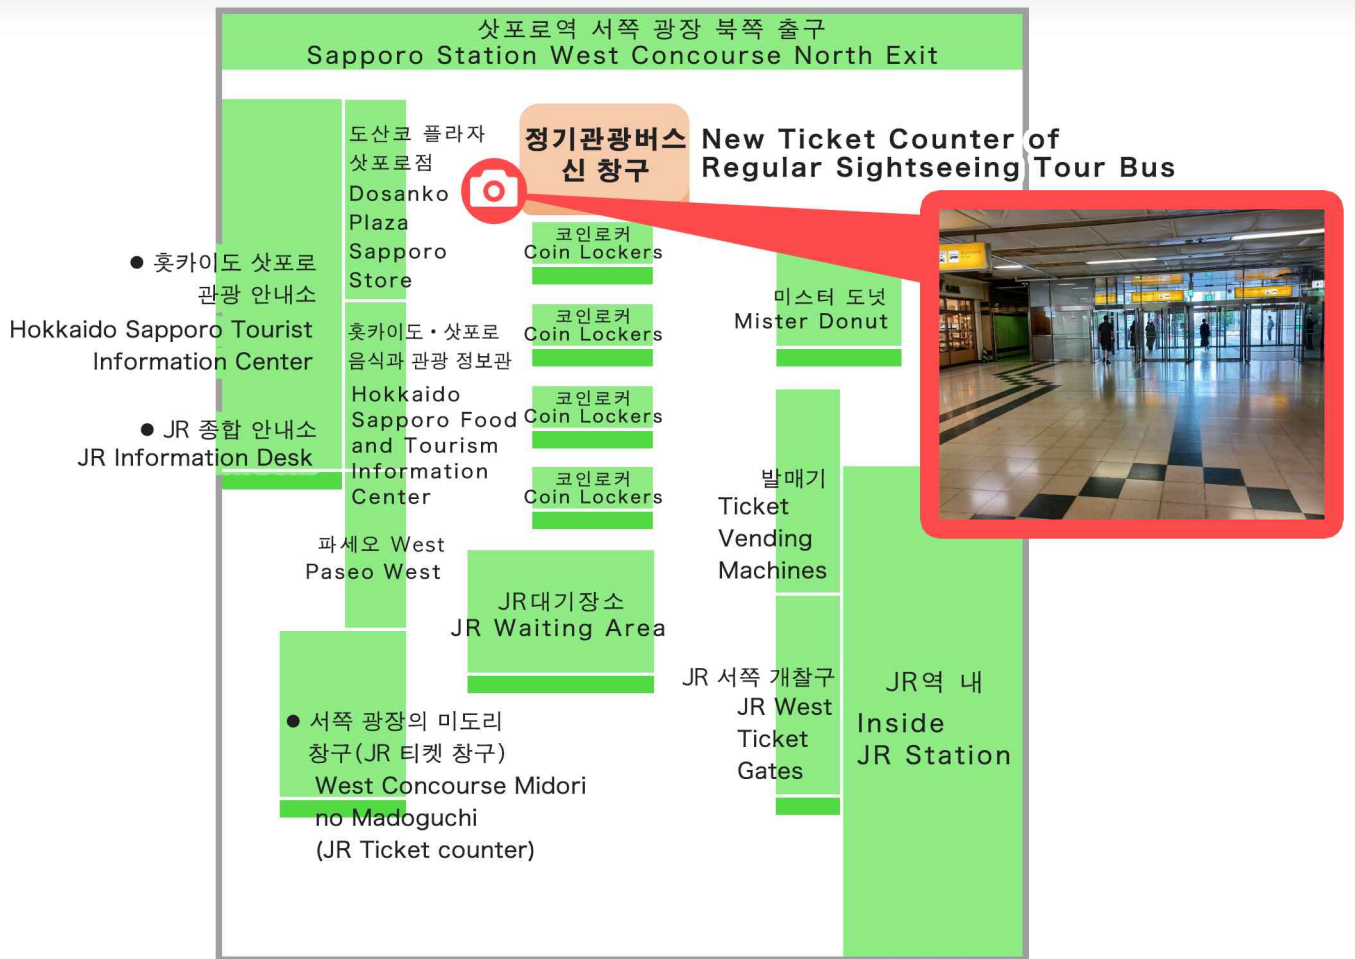 삿포로역 서쪽 광장 북쪽 출구
Sapporo Station West Concourse North Exit
도산코 플라자
삿포로점
Dosanko
Plaza
Sapporo
Store
정기관광버스
신 창구
New Ticket Counter of
Regular Sightseeing Tour Bus
코인로커
Coin Lockers
● 홋카이도 삿포로
관광 안내소
Hokkaido Sapporo Tourist
Information Center
미스터 도넛
Mister Donut
홋카이도・삿포로
음식과 관광 정보관
Hokkaido
Sapporo Food
and Tourism
Information
Center
코인로커
Coin Lockers
코인로커
Coin Lockers
● JR 종합 안내소
JR Information Desk
코인로커
Coin Lockers
발매기
Ticket
Vending
Machines
파세오 West
Paseo West
JR대기장소
JR Waiting Area
JR 서쪽 개찰구
JR West
Ticket
Gates
JR역 내
Inside
JR Station
● 서쪽 광장의 미도리
창구(JR 티켓 창구)
West Concourse Midori
no Madoguchi
(JR Ticket counter)